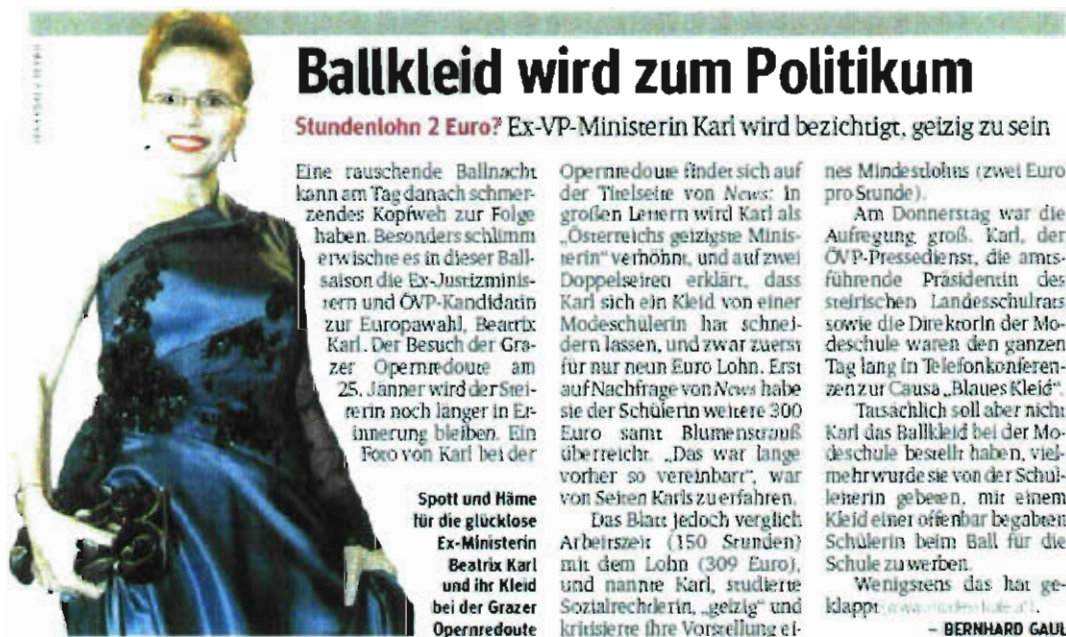 Ballkleid wird zum Politikum
Stundenlohn 2 Euro? Ex-VP-Ministerin Karl wird bezichtigt, geizig zu sein
Eine rauschende Ballnacht
kann am Tag danach schmer-
zendes Kopfweh zur Folge
haben. Besonders schlimm
erwischte es in dieser Ball-
saison die Ex-Justizminis-
tern und ÖVP-Kandidatin
zur Europawahl, Beatrix
Karl. Der Besuch der Gra-
zer Opernredoute am
25. Jänner wird der Stei-
rerin noch länger in Er-
innerung bleiben. Ein
Foto von Karl bei der
Spott und Häme
für die glücklose
Ex-Ministerin
Beatrix Karl
und ihr Kleid
bei der Grazer
Opernredoute
Opernredoute findet sich auf
der Titelseite von News: In
großen Lettern wird Karl als
„Österreichs geizigste Minis-
terin“ verhöhnt, und auf zwei
Doppelseiten erklärt, dass
Karl sich ein Kleid von einer
Modeschülerin hat schnei-
dern lassen, und zwar zuerst
für nur neun Euro Lohn. Erst
auf Nachfrage von News habe
sie der Schülerin weitere 300
Euro samt Blumenstrauß
überreicht. „Das war lange
vorher so vereinbart“, war
von Seiten Karls zu erfahren.
Das Blatt jedoch verglich
Arbeitszeit (150 Stunden)
mit dem Lohn (309 Euro),
und nannte Karl, studierte
Sozialrechtlerin, „geizig“ und
kritisierte ihre Vorstellung ei-
nes Mindestlohns (zwei Euro
pro Stunde).
Am Donnerstag war die
Aufregung groß. Karl, der
ÖVP-Pressedienst, die amts-
führende Präsidentin des
steirischen Landesschulrats
sowie die Direktorin der Mo-
deschule waren den ganzen
Tag lang in Telefonkonferen-
zen zur Causa „Blaues Kleid“.
Tatsächlich soll aber nicht
Karl das Ballkleid bei der Mo-
deschule bestellt haben, viel-
mehr wurde sie von der Schul-
leiterin gebeten, mit einem
Kleid einer offenbar begabten
Schülerin beim Ball für die
Schule zu werben.
Wenigstens das hat ge-
klappt
– BERNHARD GAUL